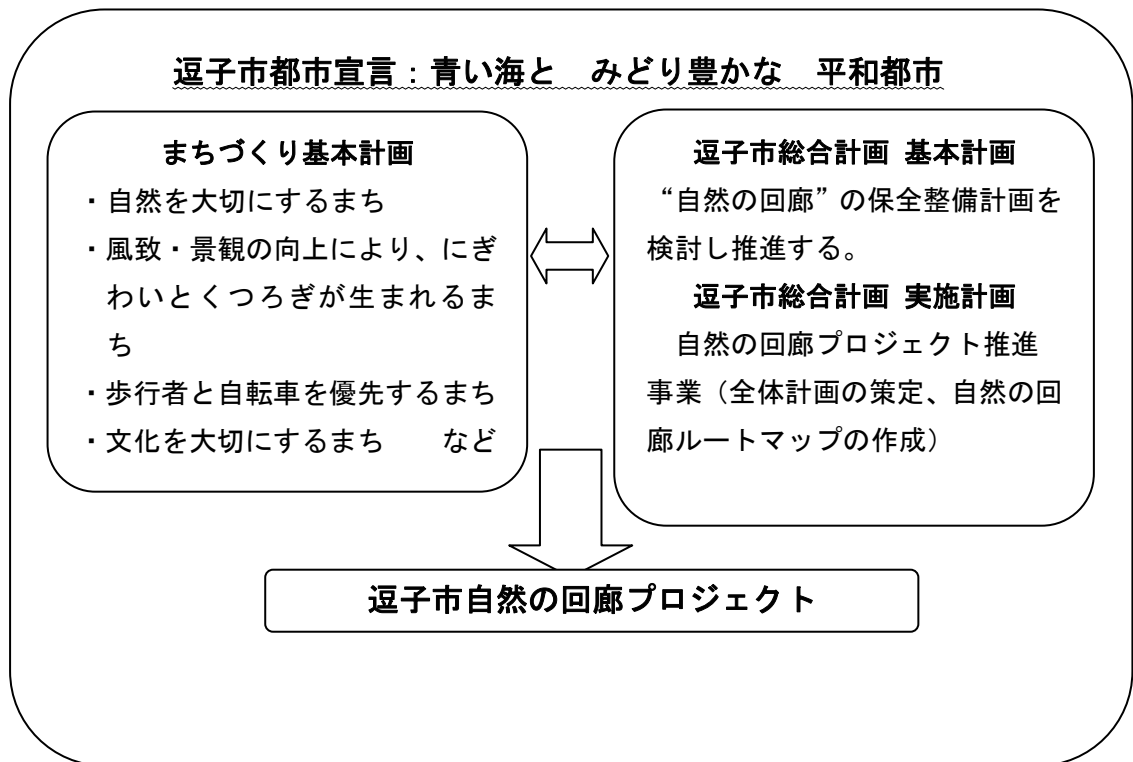 逗子市都市宣言：青い海と　みどり豊かな　平和都市
まちづくり基本計画
・自然を大切にするまち
・風致・景観の向上により、にぎ
わいとくつろぎが生まれるま
ち
・歩行者と自転車を優先するまち
・文化を大切にするまち　　など
逗子市総合計画 基本計画
“自然の回廊”の保全整備計画を
検討し推進する。
逗子市総合計画 実施計画
自然の回廊プロジェクト推進
事業（全体計画の策定、自然の回
廊ルートマップの作成）
逗子市自然の回廊プロジェクト